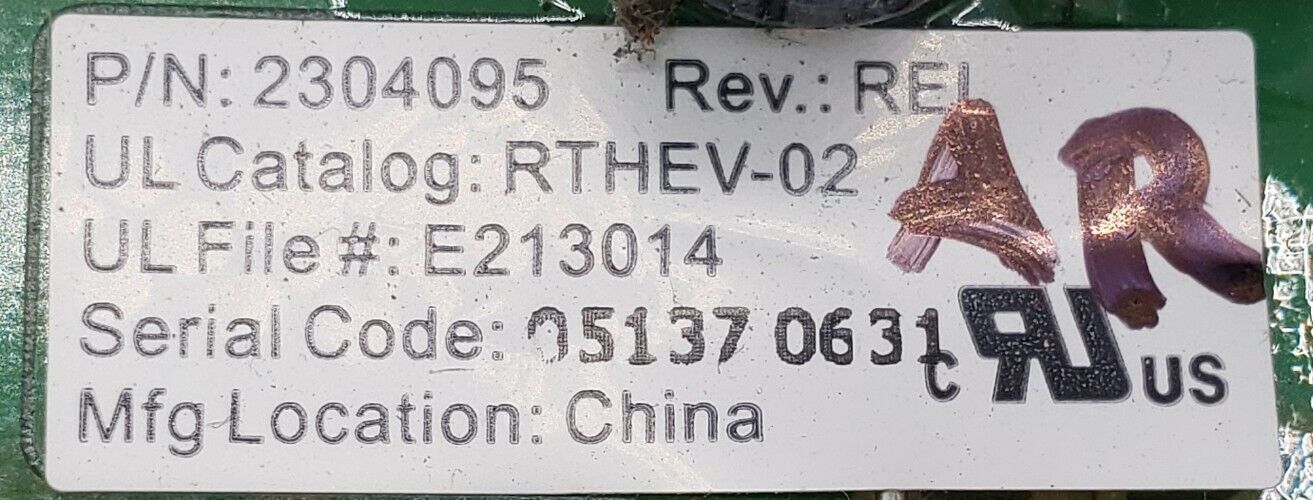 P/N: 2304095 Rev.: REL
UL Catalog: RTHEV-02
AR
UL File #: E213014
Serial Code: 05137 0631
c RU US
Mfg Location: China